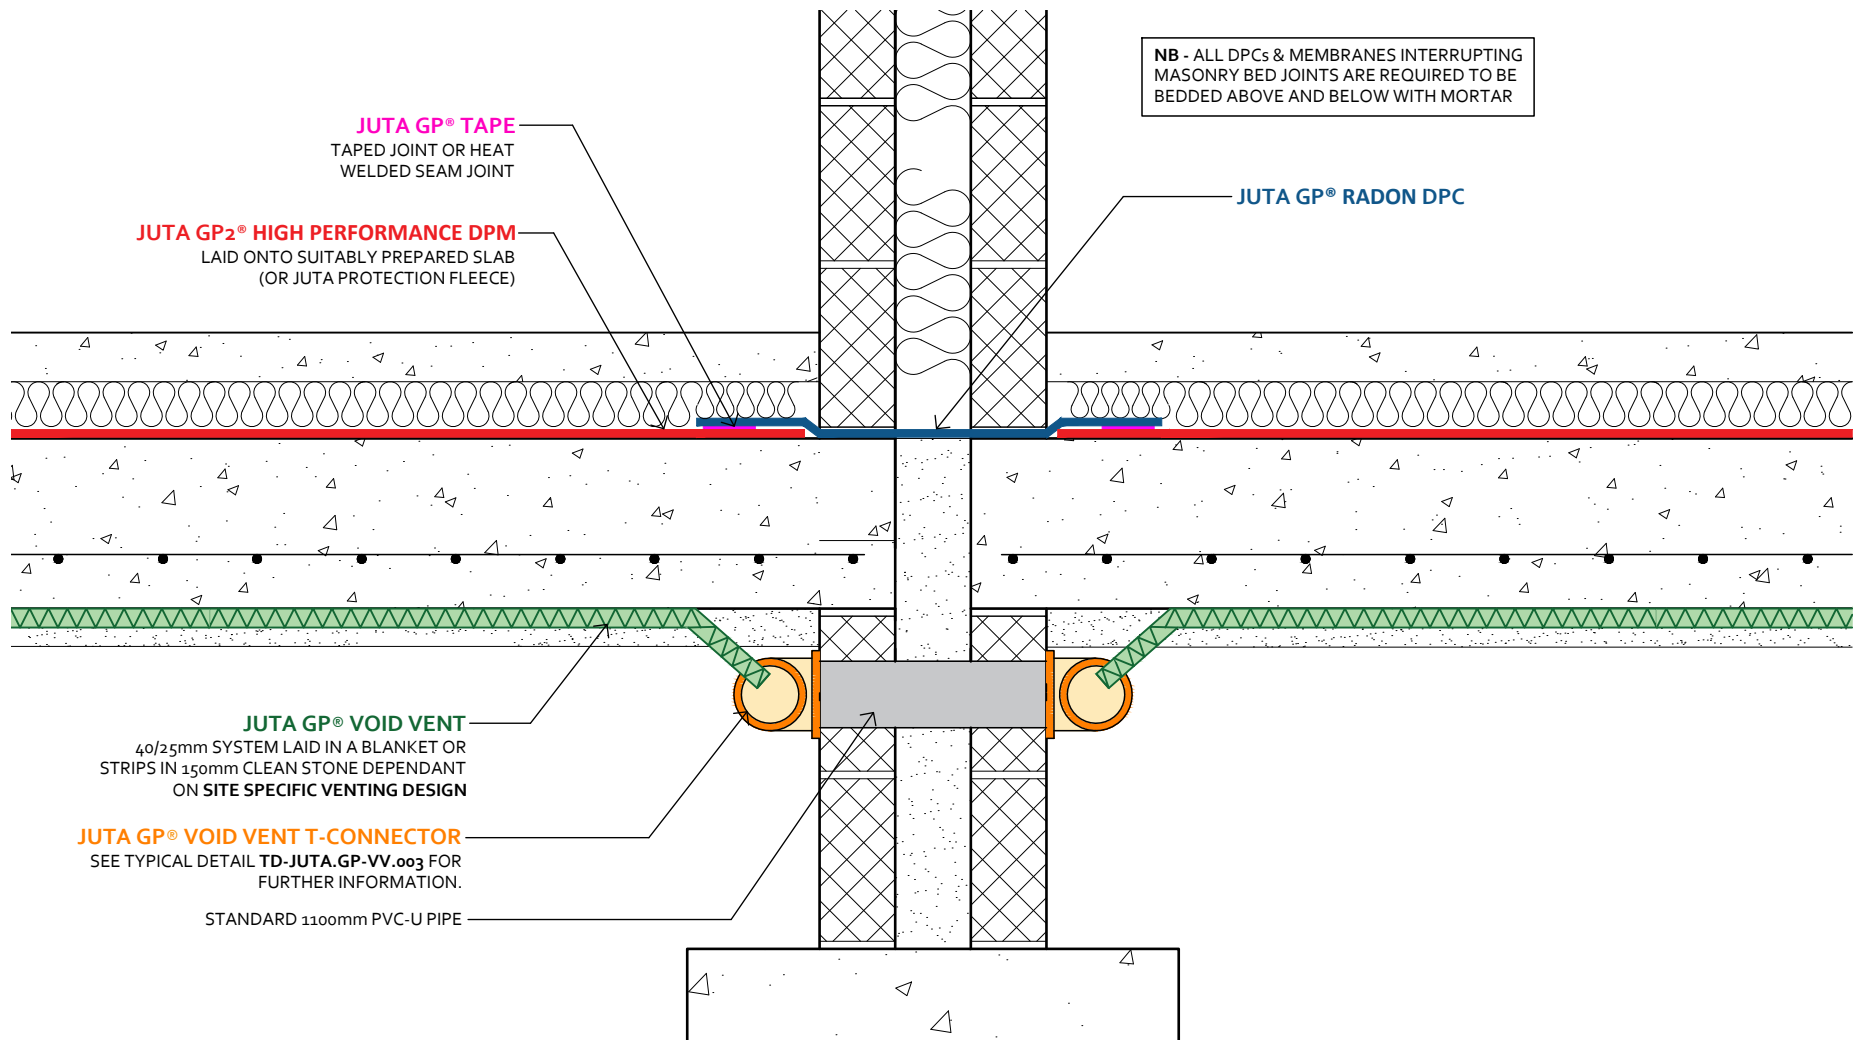 NB - ALL DPCs & MEMBRANES INTERRUPTING
MASONRY BED JOINTS ARE REQUIRED TO BE
BEDDED ABOVE AND BELOW WITH MORTAR
JUTA GP® TAPE
TAPED JOINT OR HEAT
WELDED SEAM JOINT
JUTA GP® RADON DPC
JUTA GP2® HIGH PERFORMANCE DPM
LAID ONTO SUITABLY PREPARED SLAB
(OR JUTA PROTECTION FLEECE)
JUTA GP® VOID VENT
40/25mm SYSTEM LAID IN A BLANKET OR
STRIPS IN 150mm CLEAN STONE DEPENDANT
ON SITE SPECIFIC VENTING DESIGN
JUTA GP® VOID VENT T-CONNECTOR
SEE TYPICAL DETAIL TD-JUTA.GP-VV.003 FOR
FURTHER INFORMATION.
STANDARD 1100mm PVC-U PIPE